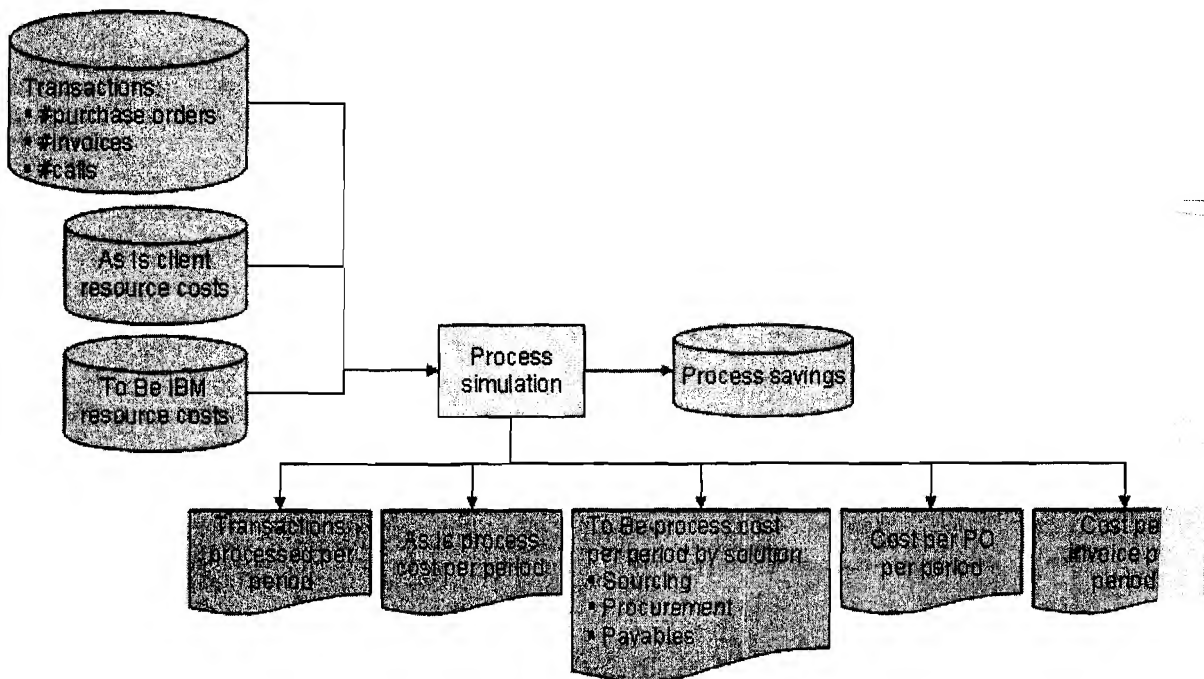 Transactions:
• #purchase orders
• #invoices
• #calls
As Is client
resource costs
To Be IBM
resource costs
Process
simulation
Process savings
Transactions
processed per
period
As is process
cost per period
To Be process cost
per period by solution
• Sourcing
• Procurement
• Payables
Cost per PO
per period
Cost pe
invoice p
period